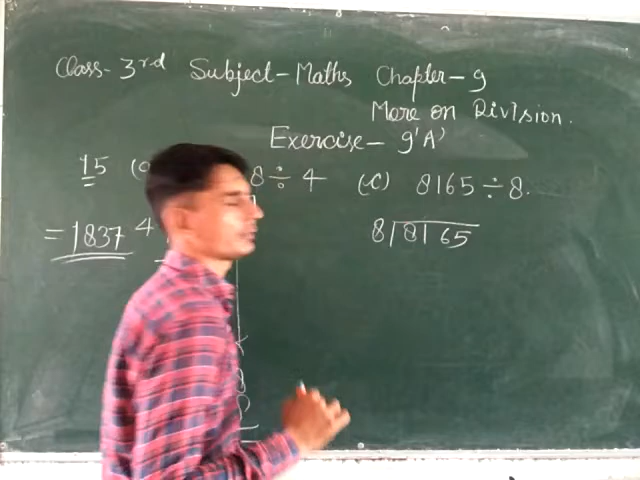 Class- 3rd Subject-Maths Chapter-9
More on Division.
Exercise- 9'A'
15 8 ÷ 4 (C) 8165 ÷ 8.
= 1837 4 8 8165